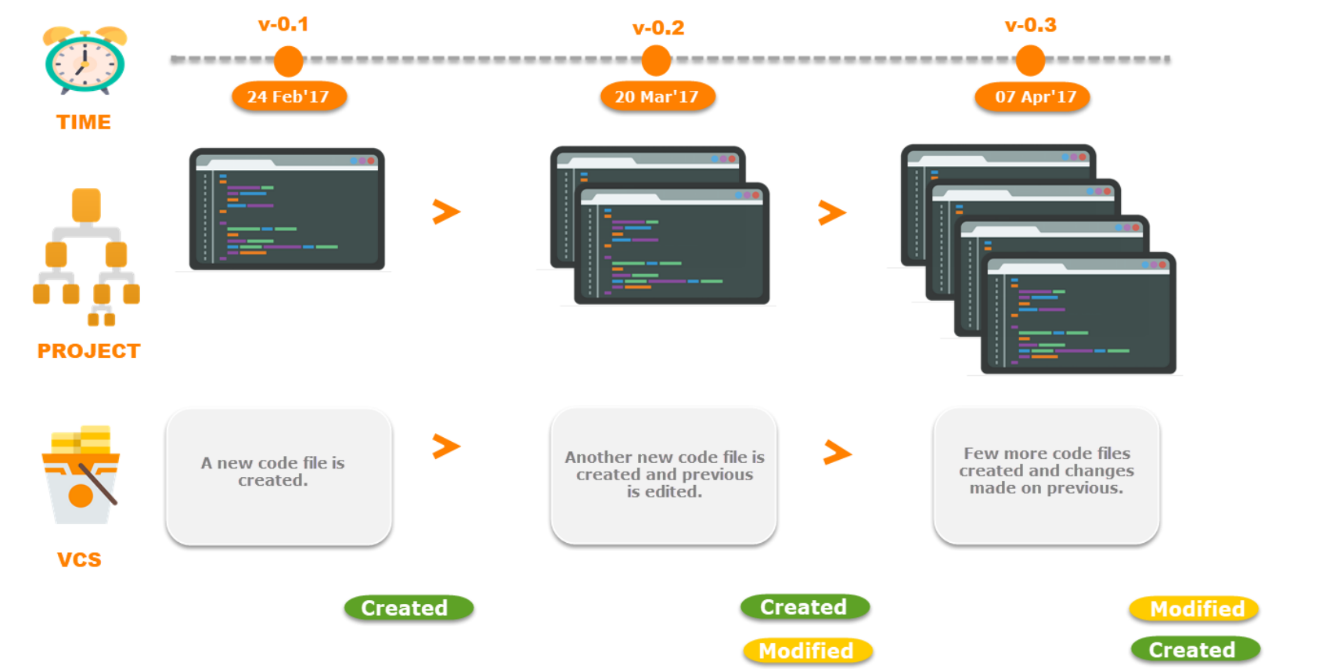 v-0.1
v-0.2
v-0.3
24 Feb'17
20 Mar'17
07 Apr'17
TIME
PROJECT
A new code file is
created.
Another new code file is
created and previous
is edited.
Few more code files
created and changes
made on previous.
VCS
Created
Created
Modified
Modified
Created